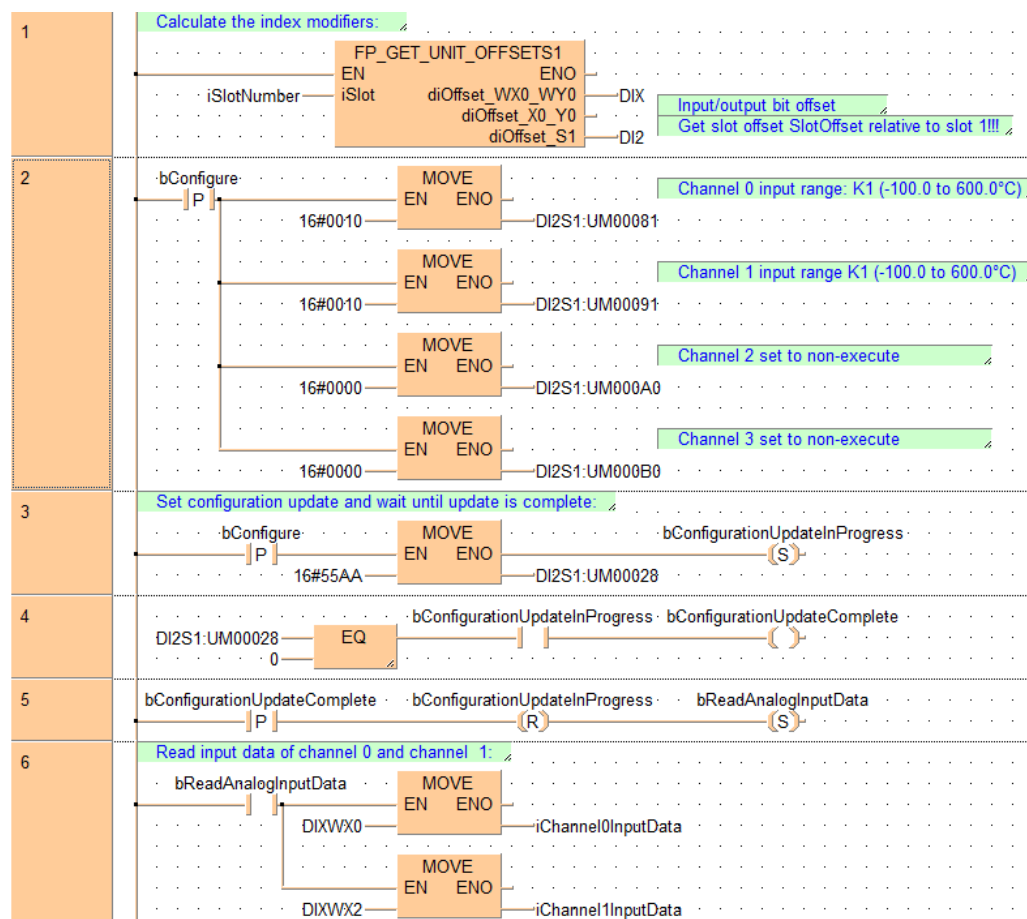 1
Calculate the index modifiers:
FP_GET_UNIT_OFFSETS1
EN ENO
iSlotNumber iSlot diOffset_WX0_WY0 DIX
Input/output bit offset
diOffset_X0_Y0
Get slot offset SlotOffset relative to slot 1!!!
diOffset_S1 DI2
2
bConfigure MOVE
P EN ENO
Channel 0 input range: K1 (-100.0 to 600.0°C)
16#0010 DI2S1:UM00081
MOVE
EN ENO
Channel 1 input range K1 (-100.0 to 600.0°C)
16#0010 DI2S1:UM00091
MOVE
EN ENO
Channel 2 set to non-execute
16#0000 DI2S1:UM000A0
MOVE
EN ENO
Channel 3 set to non-execute
16#0000 DI2S1:UM000B0
3
Set configuration update and wait until update is complete:
bConfigure MOVE bConfigurationUpdateInProgress
P EN ENO S
16#55AA DI2S1:UM00028
4
bConfigurationUpdateInProgress bConfigurationUpdateComplete
DI2S1:UM00028 EQ
0
5
bConfigurationUpdateComplete bConfigurationUpdateInProgress bReadAnalogInputData
P R S
6
Read input data of channel 0 and channel 1:
bReadAnalogInputData MOVE
EN ENO
DIXWX0 iChannel0InputData
MOVE
EN ENO
DIXWX2 iChannel1InputData